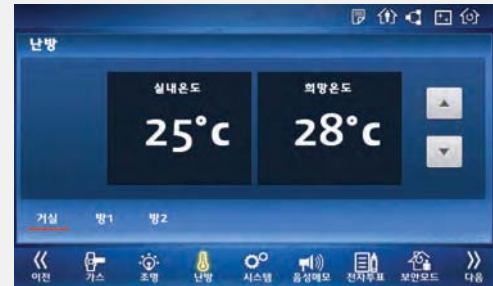 난방
실내온도 희망온도
25°c 28°c
거실 방1 방2
이전 가스 조명 난방 시스템 음성메모 전자투표 보안모드 다음